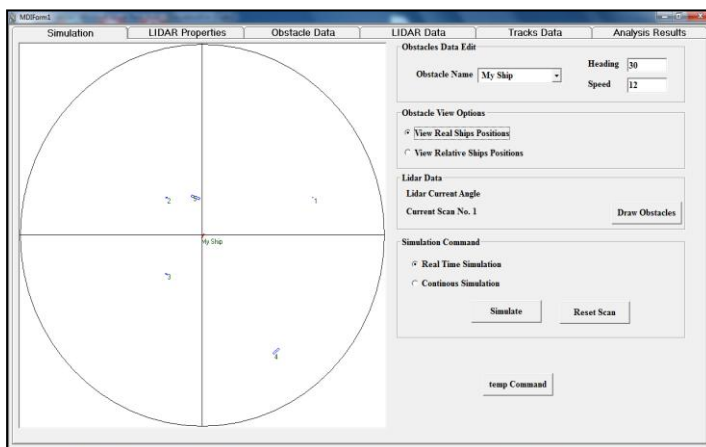 MDIForm1
Simulation LIDAR Properties Obstacle Data LIDAR Data Tracks Data Analysis Results
Obstacles Data Edit
Heading 30
Obstacle Name My Ship
Speed 12
Obstacle View Options
View Real Ships Positions
View Relative Ships Positions
Lidar Data
Lidar Current Angle
Current Scan No. 1
Draw Obstacles
Simulation Command
Real Time Simulation
Continous Simulation
Simulate Reset Scan
temp Command
2
1
My Ship
3
4